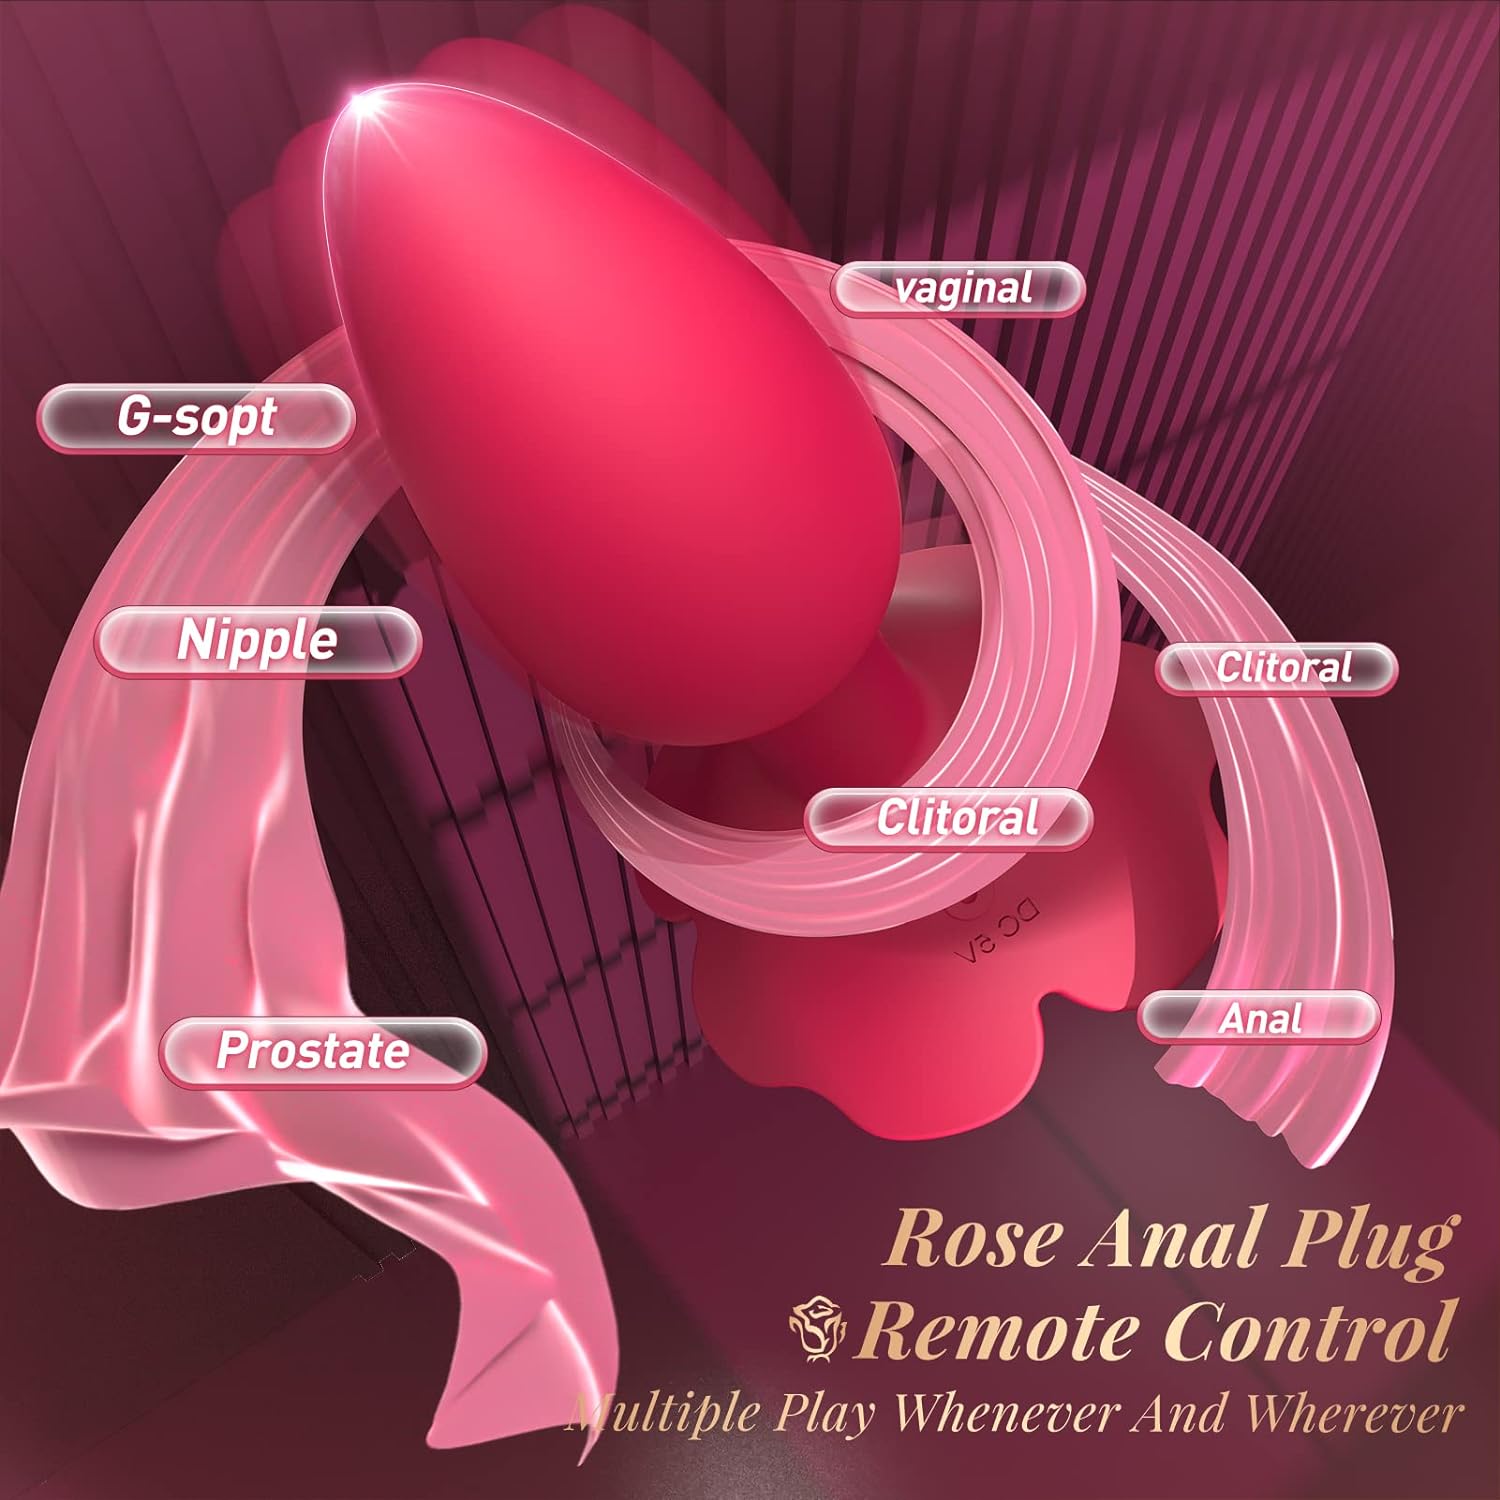 vaginal
G-sopt
Nipple
Clitoral
Clitoral
DC 5V
Prostate
Anal
Rose Anal Plug
Remote Control
Multiple Play Whenever And Wherever